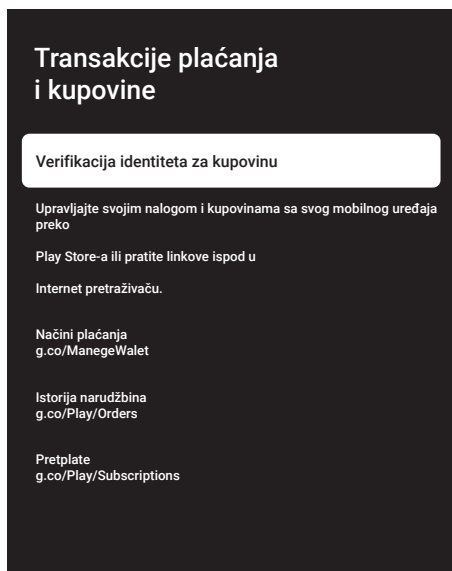 Transakcije plaćanja
i kupovine
Verifikacija identiteta za kupovinu
Upravljajte svojim nalogom i kupovinama sa svog mobilnog uređaja
preko
Play Store-a ili pratite linkove ispod u
Internet pretraživaču.
Načini plaćanja
g.co/ManegeWalet
Istorija narudžbina
g.co/Play/Orders
Pretplate
g.co/Play/Subscriptions